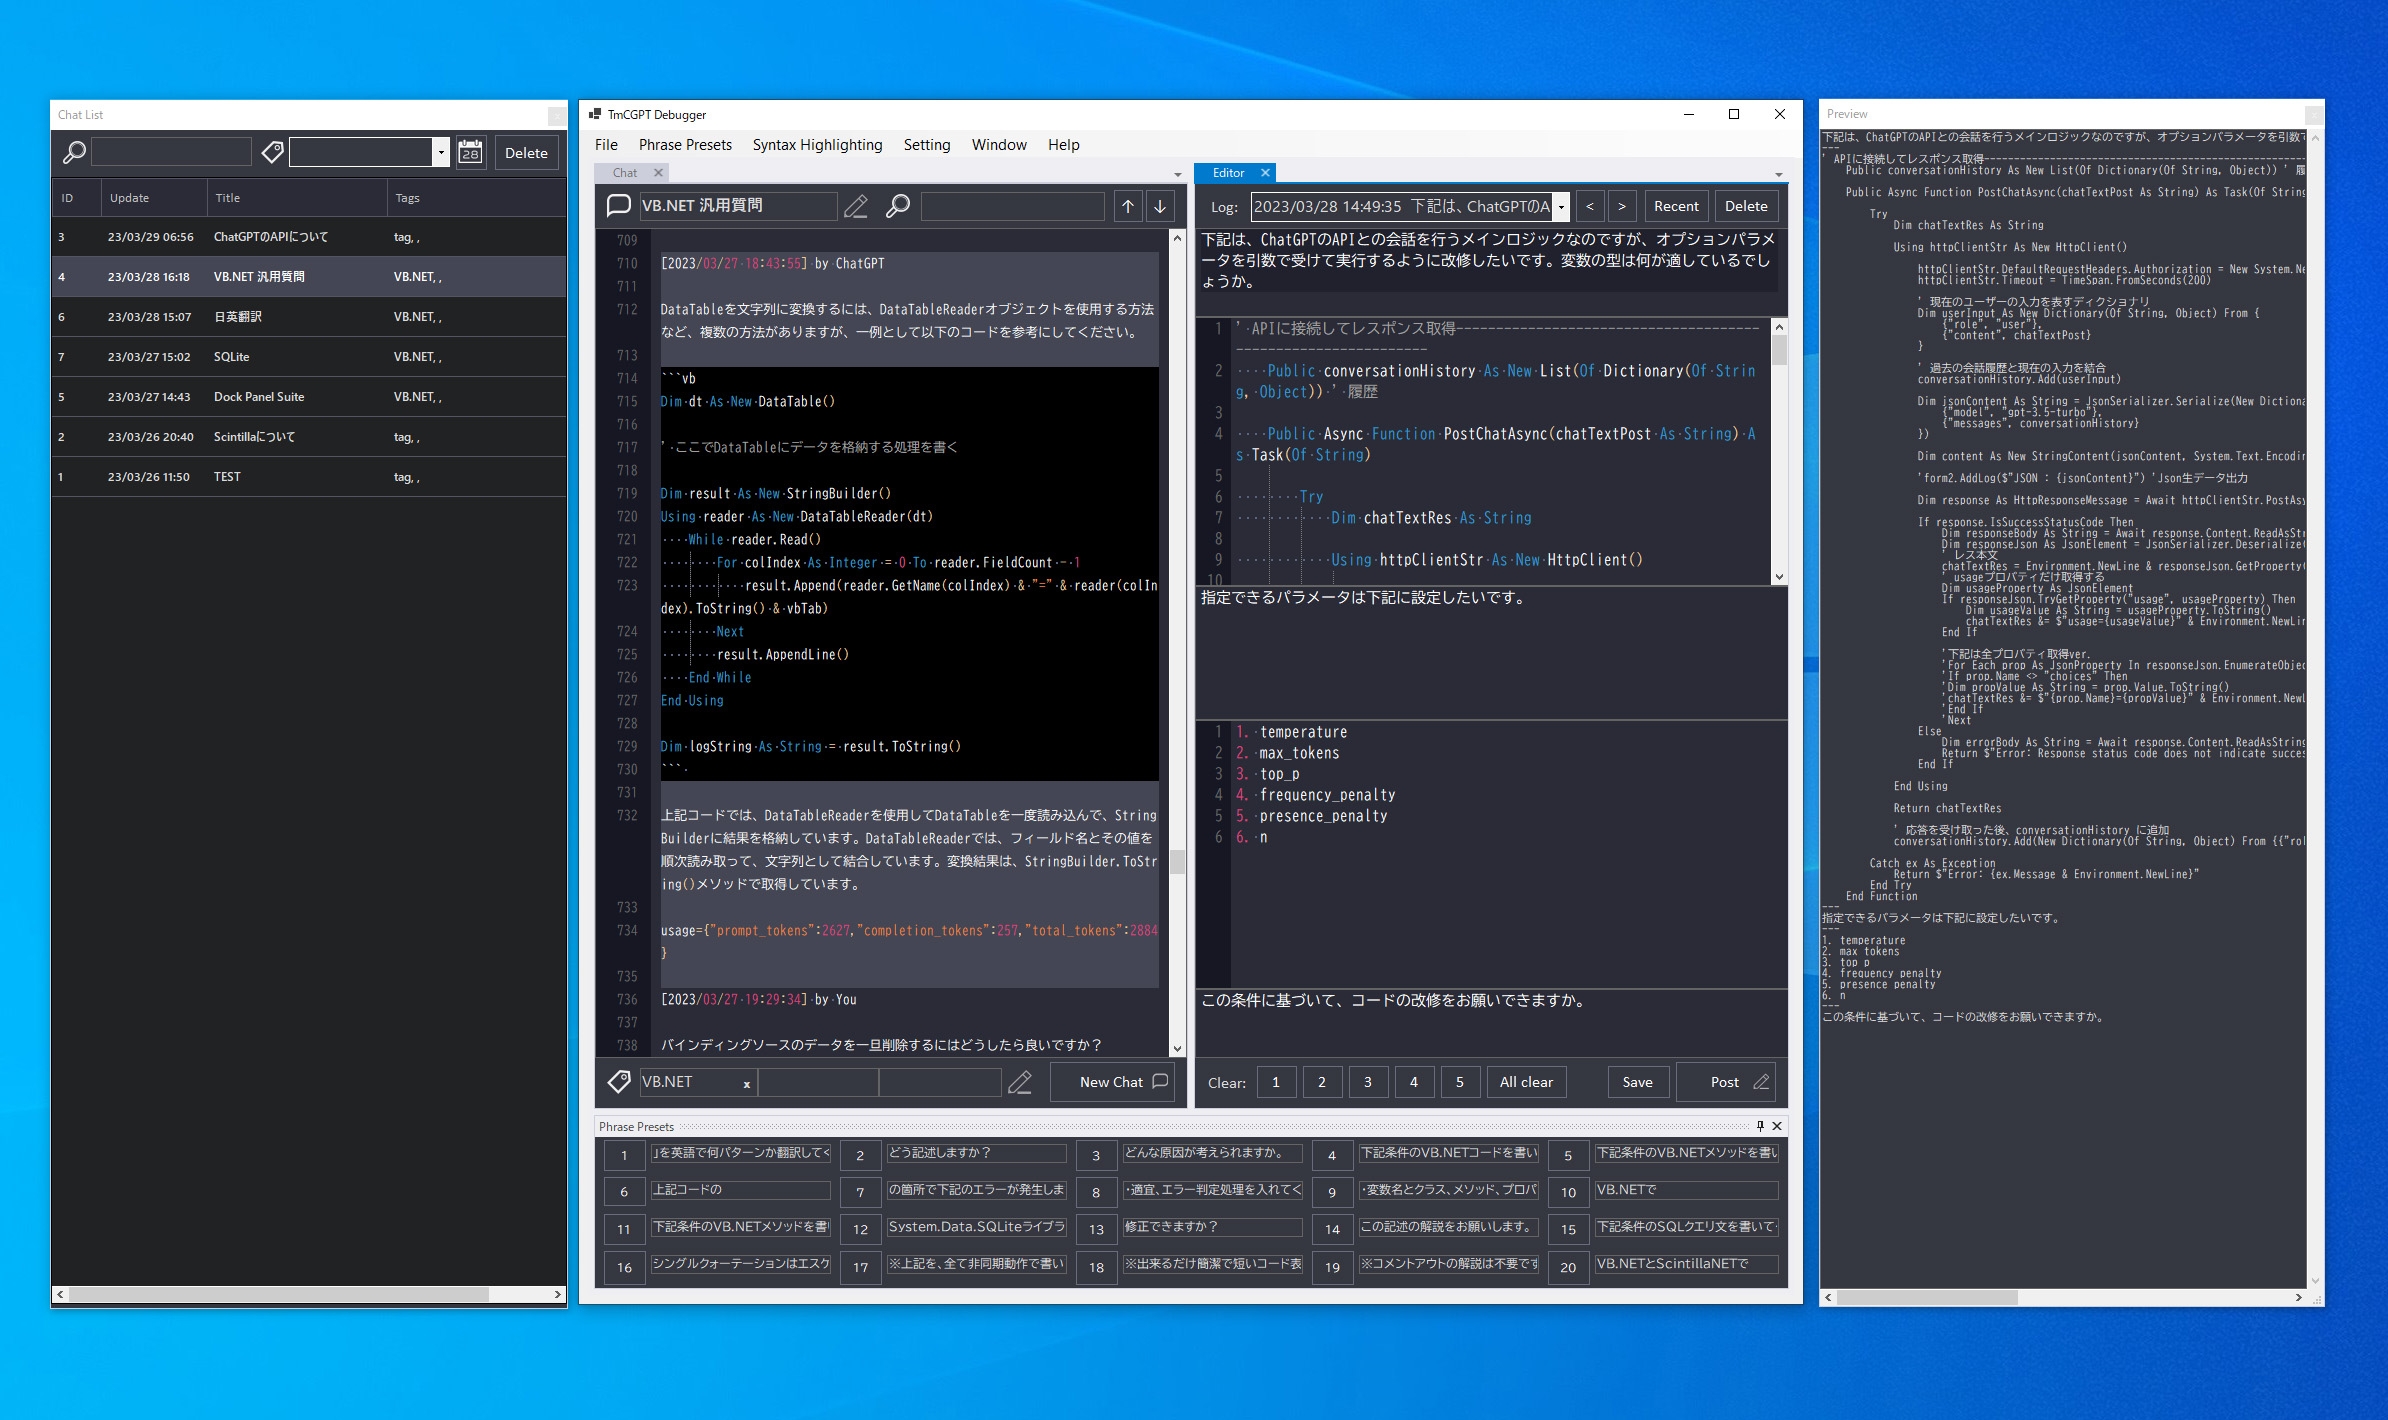 Chat List
Delete
ID Update Title Tags
3 23/03/29 06:56 ChatGPTのAPIについて tag, ,
4 23/03/28 16:18 VB.NET 汎用質問 VB.NET, ,
6 23/03/28 15:07 日英翻訳 VB.NET, ,
7 23/03/27 15:02 SQLite VB.NET, ,
5 23/03/27 14:43 Dock Panel Suite VB.NET, ,
2 23/03/26 20:40 Scintillaについて tag, ,
1 23/03/26 11:50 TEST tag, ,
TmCGPT Debugger
File Phrase Presets Syntax Highlighting Setting Window Help
Chat
VB.NET 汎用質問
709
710 [2023/03/27 18:43:55] by ChatGPT
711
712 DataTableを文字列に変換するには、DataTableReaderオブジェクトを使用する方法
など、複数の方法がありますが、一例として以下のコードを参考にしてください。
713
714 ```vb
715 Dim dt As New DataTable()
716
717 ' ここでDataTableにデータを格納する処理を書く
718
719 Dim result As New StringBuilder()
720 Using reader As New DataTableReader(dt)
721 While reader.Read()
722 For colIndex As Integer = 0 To reader.FieldCount - 1
723 result.Append(reader.GetName(colIndex) & "=" & reader(colIn
dex).ToString() & vbTab)
724 Next
725 result.AppendLine()
726 End While
727 End Using
728
729 Dim logString As String = result.ToString()
730 ```
731
732 上記コードでは、DataTableReaderを使用してDataTableを一度読み込んで、String
Builderに結果を格納しています。DataTableReaderでは、フィールド名とその値を
順次読み取って、文字列として結合しています。変換結果は、StringBuilder.ToStr
ing()メソッドで取得しています。
733
734 usage={"prompt_tokens":2627,"completion_tokens":257,"total_tokens":2884
}
735
736 [2023/03/27 19:29:34] by You
737
738 バインディングソースのデータを一旦削除するにはどうしたら良いですか？
VB.NET x
New Chat
Editor
Log: 2023/03/28 14:49:35 下記は、ChatGPTのA < > Recent Delete
下記は、ChatGPTのAPIとの会話を行うメインロジックなのですが、オプションパラメ
ータを引数で受けて実行するように改修したいです。変数の型は何が適しているでし
ょうか。
1 ' APIに接続してレスポンス取得--------------------------------------
------------------------
2 Public conversationHistory As New List(Of Dictionary(Of Strin
g, Object)) ' 履歴
3
4 Public Async Function PostChatAsync(chatTextPost As String) A
s Task(Of String)
5
6 Try
7 Dim chatTextRes As String
8
9 Using httpClientStr As New HttpClient()
10
指定できるパラメータは下記に設定したいです。
1 1. temperature
2 2. max_tokens
3 3. top_p
4 4. frequency_penalty
5 5. presence_penalty
6 6. n
この条件に基づいて、コードの改修をお願いできますか。
Clear: 1 2 3 4 5 All clear Save Post
Phrase Presets
1 」を英語で何パターンか翻訳してく
2 どう記述しますか？
3 どんな原因が考えられますか。
4 下記条件のVB.NETコードを書い
5 下記条件のVB.NETメソッドを書い
6 上記コードの
7 の箇所で下記のエラーが発生しま
8 ・適宜、エラー判定処理を入れてく
9 ・変数名とクラス、メソッド、プロパ
10 VB.NETで
11 下記条件のVB.NETメソッドを書
12 System.Data.SQLiteライブラ
13 修正できますか？
14 この記述の解説をお願いします。
15 下記条件のSQLクエリ文を書いて
16 シングルクォーテーションはエスケ
17 ※上記を、全て非同期動作で書い
18 ※出来るだけ簡潔で短いコード表
19 ※コメントアウトの解説は不要です
20 VB.NETとScintillaNETで
Preview
下記は、ChatGPTのAPIとの会話を行うメインロジックなのですが、オプションパラメータを引数で
---
' APIに接続してレスポンス取得------------------------------------------------------
Public conversationHistory As New List(Of Dictionary(Of String, Object)) ' 履
Public Async Function PostChatAsync(chatTextPost As String) As Task(Of String
Try
Dim chatTextRes As String
Using httpClientStr As New HttpClient()
httpClientStr.DefaultRequestHeaders.Authorization = New System.Ne
httpClientStr.Timeout = TimeSpan.FromSeconds(200)
' 現在のユーザーの入力を表すディクショナリ
Dim userInput As New Dictionary(Of String, Object) From {
{"role", "user"},
{"content", chatTextPost}
}
' 過去の会話履歴と現在の入力を結合
conversationHistory.Add(userInput)
Dim jsonContent As String = JsonSerializer.Serialize(New Dictiona
{"model", "gpt-3.5-turbo"},
{"messages", conversationHistory}
})
Dim content As New StringContent(jsonContent, System.Text.Encodin
'form2.AddLog($"JSON : {jsonContent}") 'Json生データ出力
Dim response As HttpResponseMessage = Await httpClientStr.PostAsy
If response.IsSuccessStatusCode Then
Dim responseBody As String = Await response.Content.ReadAsStr
Dim responseJson As JsonElement = JsonSerializer.Deserialize(
' レス本文
chatTextRes = Environment.NewLine & responseJson.GetProperty(
' usageプロパティだけ取得する
Dim usageProperty As JsonElement
If responseJson.TryGetProperty("usage", usageProperty) Then
Dim usageValue As String = usageProperty.ToString()
chatTextRes &= $"usage={usageValue}" & Environment.NewLin
End If
'下記は全プロパティ取得ver.
'For Each prop As JsonProperty In responseJson.EnumerateObjec
'If prop.Name <> "choices" Then
'Dim propValue As String = prop.Value.ToString()
'chatTextRes &= $"{prop.Name}={propValue}" & Environment.NewL
'End If
'Next
Else
Dim errorBody As String = Await response.Content.ReadAsString
Return $"Error: Response status code does not indicate succes
End If
End Using
Return chatTextRes
' 応答を受け取った後、conversationHistory に追加
conversationHistory.Add(New Dictionary(Of String, Object) From {{"rol
Catch ex As Exception
Return $"Error: {ex.Message & Environment.NewLine}"
End Try
End Function
---
指定できるパラメータは下記に設定したいです。
---
1. temperature
2. max_tokens
3. top_p
4. frequency_penalty
5. presence_penalty
6. n
---
この条件に基づいて、コードの改修をお願いできますか。